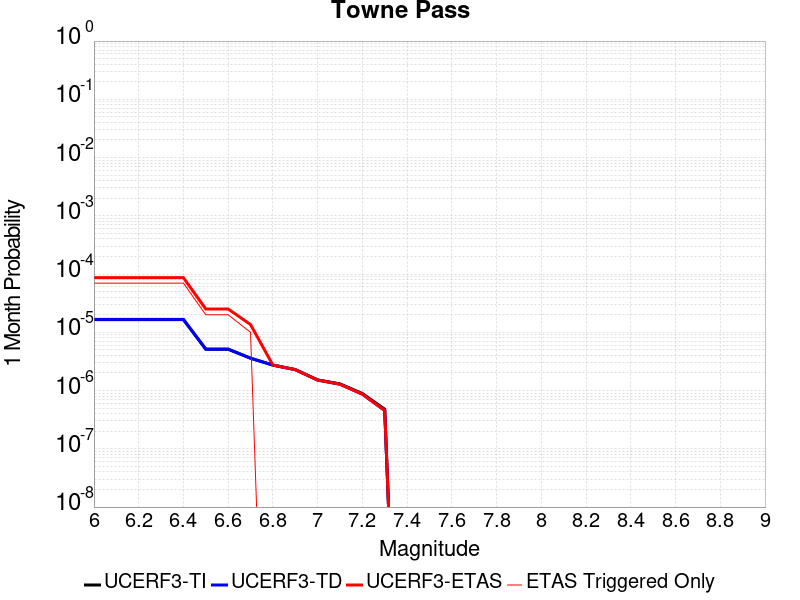 Towne Pass
10^0
10^-1
10^-2
10^-3
10^-4
10^-5
10^-6
10^-7
10^-8
1 Month Probability
6 6.2 6.4 6.6 6.8 7 7.2 7.4 7.6 7.8 8 8.2 8.4 8.6 8.8 9
Magnitude
UCERF3-TI UCERF3-TD UCERF3-ETAS ETAS Triggered Only